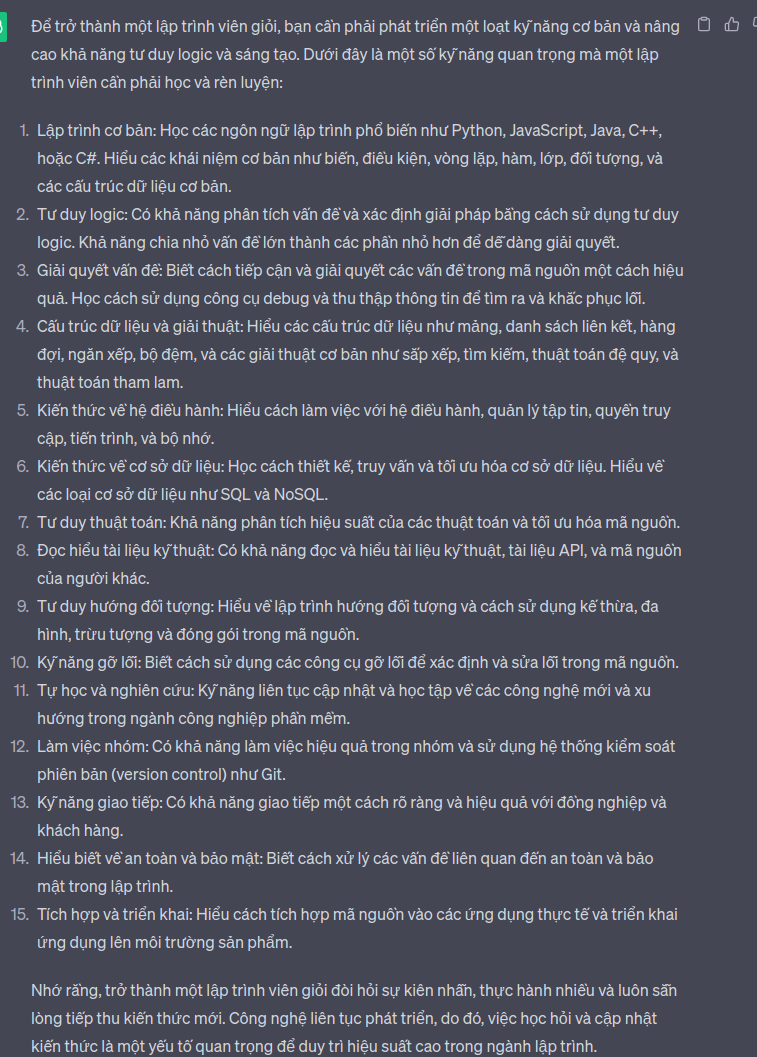 Để trở thành một lập trình viên giỏi, bạn cần phải phát triển một loạt kỹ năng cơ bản và nâng
cao khả năng tư duy logic và sáng tạo. Dưới đây là một số kỹ năng quan trọng mà một lập
trình viên cần phải học và rèn luyện:
1. Lập trình cơ bản: Học các ngôn ngữ lập trình phổ biến như Python, JavaScript, Java, C++,
hoặc C#. Hiểu các khái niệm cơ bản như biến, điều kiện, vòng lặp, hàm, lớp, đối tượng, và
các cấu trúc dữ liệu cơ bản.
2. Tư duy logic: Có khả năng phân tích vấn đề và xác định giải pháp bằng cách sử dụng tư duy
logic. Khả năng chia nhỏ vấn đề lớn thành các phần nhỏ hơn để dễ dàng giải quyết.
3. Giải quyết vấn đề: Biết cách tiếp cận và giải quyết các vấn đề trong mã nguồn một cách hiệu
quả. Học cách sử dụng công cụ debug và thu thập thông tin để tìm ra và khắc phục lỗi.
4. Cấu trúc dữ liệu và giải thuật: Hiểu các cấu trúc dữ liệu như mảng, danh sách liên kết, hàng
đợi, ngăn xếp, bộ đệm, và các giải thuật cơ bản như sắp xếp, tìm kiếm, thuật toán đệ quy, và
thuật toán tham lam.
5. Kiến thức về hệ điều hành: Hiểu cách làm việc với hệ điều hành, quản lý tập tin, quyền truy
cập, tiến trình, và bộ nhớ.
6. Kiến thức về cơ sở dữ liệu: Học cách thiết kế, truy vấn và tối ưu hóa cơ sở dữ liệu. Hiểu về
các loại cơ sở dữ liệu như SQL và NoSQL.
7. Tư duy thuật toán: Khả năng phân tích hiệu suất của các thuật toán và tối ưu hóa mã nguồn.
8. Đọc hiểu tài liệu kỹ thuật: Có khả năng đọc và hiểu tài liệu kỹ thuật, tài liệu API, và mã nguồn
của người khác.
9. Tư duy hướng đối tượng: Hiểu về lập trình hướng đối tượng và cách sử dụng kế thừa, đa
hình, trừu tượng và đóng gói trong mã nguồn.
10. Kỹ năng gỡ lỗi: Biết cách sử dụng các công cụ gỡ lỗi để xác định và sửa lỗi trong mã nguồn.
11. Tự học và nghiên cứu: Kỹ năng liên tục cập nhật và học tập về các công nghệ mới và xu
hướng trong ngành công nghiệp phần mềm.
12. Làm việc nhóm: Có khả năng làm việc hiệu quả trong nhóm và sử dụng hệ thống kiểm soát
phiên bản (version control) như Git.
13. Kỹ năng giao tiếp: Có khả năng giao tiếp một cách rõ ràng và hiệu quả với đồng nghiệp và
khách hàng.
14. Hiểu biết về an toàn và bảo mật: Biết cách xử lý các vấn đề liên quan đến an toàn và bảo
mật trong lập trình.
15. Tích hợp và triển khai: Hiểu cách tích hợp mã nguồn vào các ứng dụng thực tế và triển khai
ứng dụng lên môi trường sản phẩm.
Nhớ rằng, trở thành một lập trình viên giỏi đòi hỏi sự kiên nhẫn, thực hành nhiều và luôn sẵn
lòng tiếp thu kiến thức mới. Công nghệ liên tục phát triển, do đó, việc học hỏi và cập nhật
kiến thức là một yếu tố quan trọng để duy trì hiệu suất cao trong ngành lập trình.